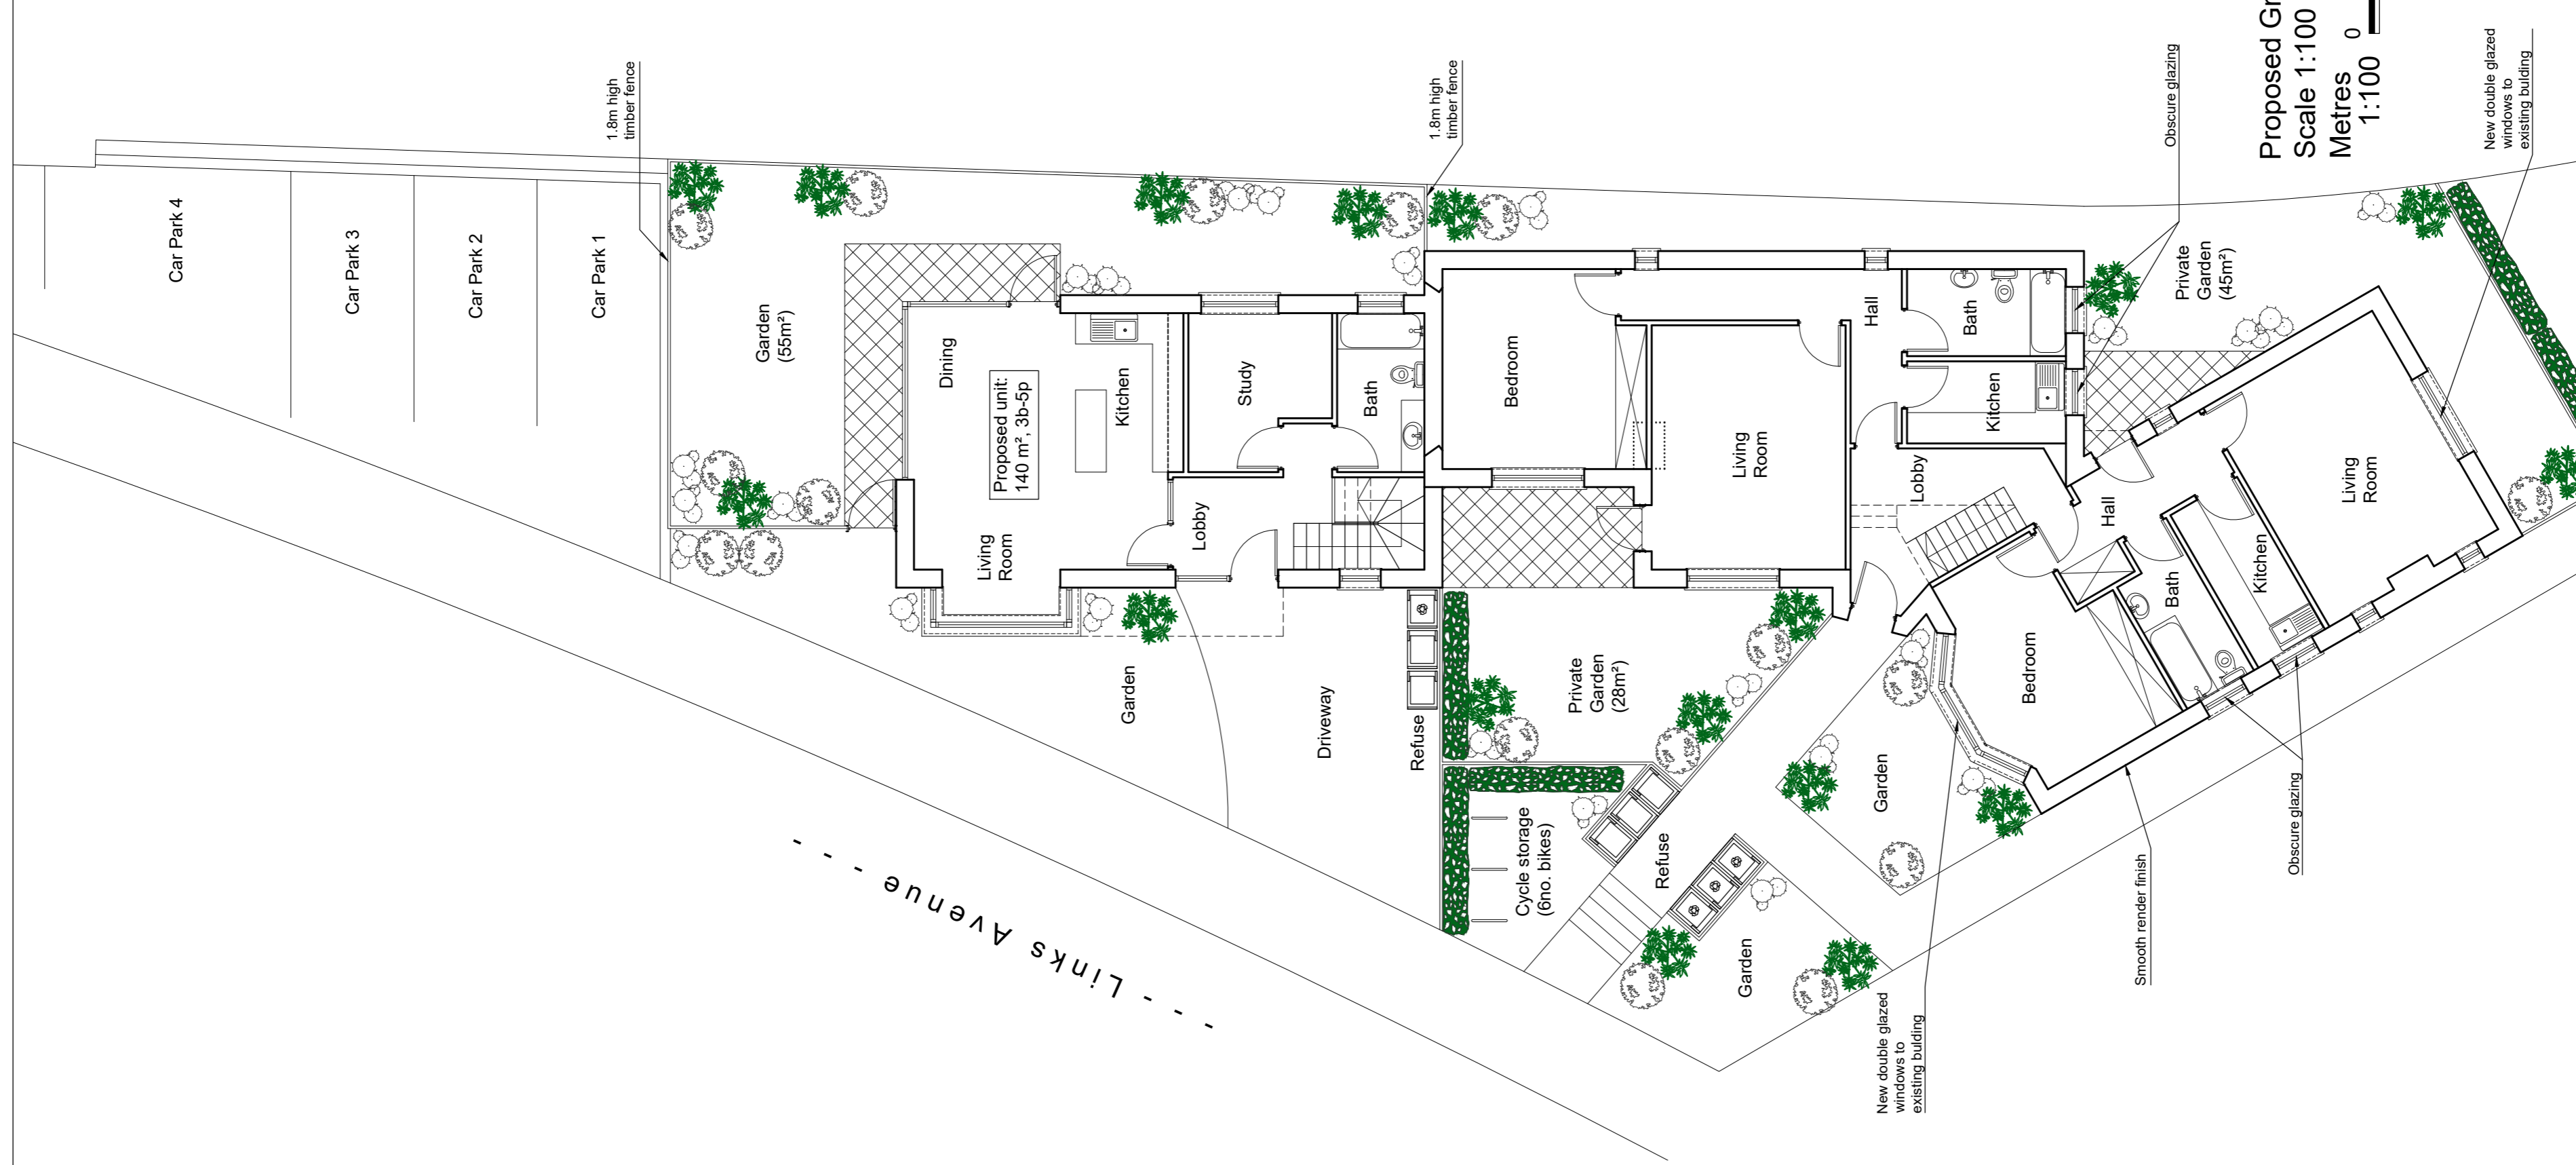 Car Park 4
Car Park 3
Car Park 2
Car Park 1
1.8m high
timber fence
Garden
(55m²)
Dining
Proposed unit:
140 m², 3b-5p
Kitchen
Living
Room
Study
Bath
Lobby
Garden
Driveway
Refuse
- - - Links Avenue - - -
1.8m high
timber fence
Bedroom
Living
Room
Hall
Bath
Kitchen
Lobby
Private
Garden
(28m²)
Cycle storage
(6no. bikes)
Refuse
Garden
Garden
Bedroom
Hall
Bath
Kitchen
Living
Room
Private
Garden
(45m²)
Obscure glazing
New double glazed
windows to
existing bulding
Smooth render finish
Obscure glazing
New double glazed
windows to
existing bulding
Proposed Gr
Scale 1:100
Metres
0
1:100